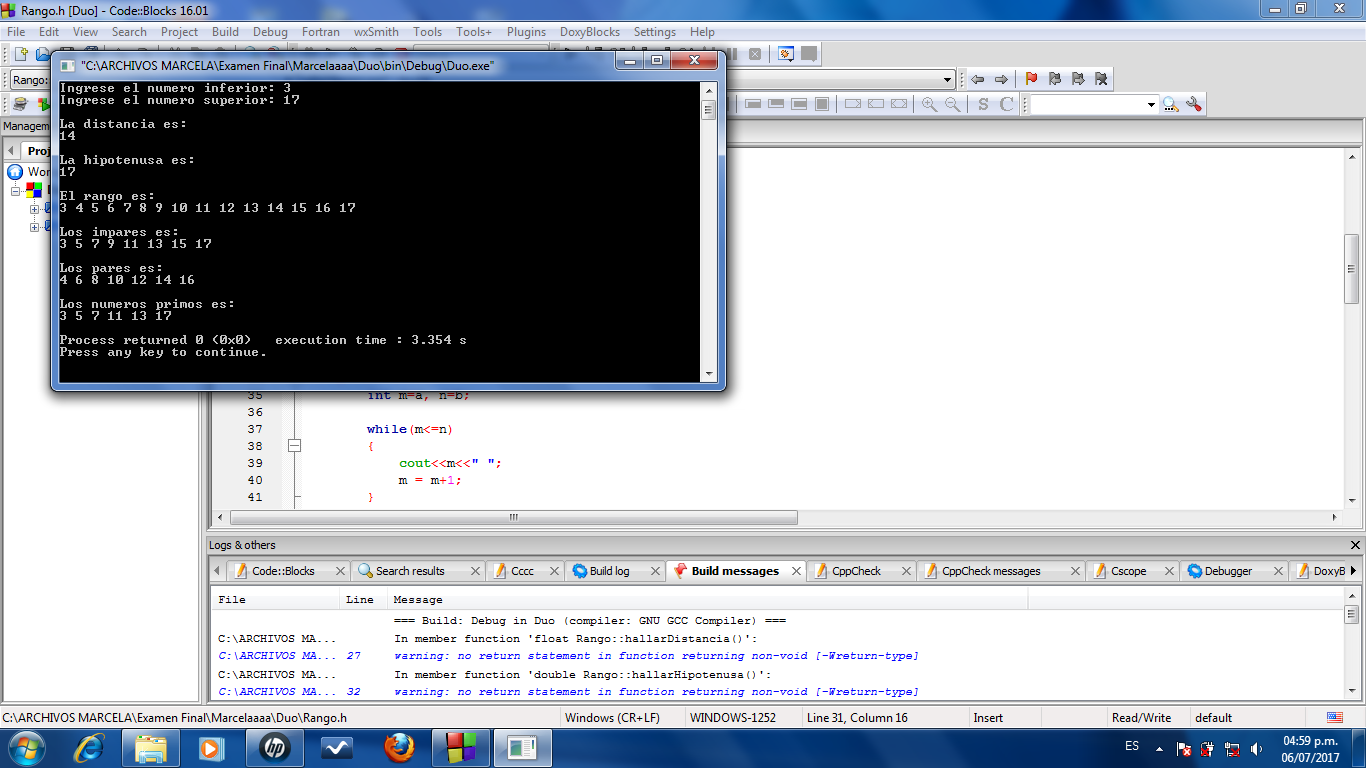 Rango.h [Duo] - Code::Blocks 16.01
File Edit View Search Project Build Debug Fortran wxSmith Tools Tools+ Plugins DoxyBlocks Settings Help
"C:\ARCHIVOS MARCELA\Examen Final\Marcelaaaa\Duo\bin\Debug\Duo.exe"
Rango:
Ingrese el numero inferior: 3
Ingrese el numero superior: 17
La distancia es:
14
La hipotenusa es:
17
El rango es:
3 4 5 6 7 8 9 10 11 12 13 14 15 16 17
Los impares es:
3 5 7 9 11 13 15 17
Los pares es:
4 6 8 10 12 14 16
Los numeros primos es:
3 5 7 11 13 17
Process returned 0 (0x0)   execution time : 3.354 s
Press any key to continue.
S C
Managem
Proj
Wor
35 int m=a, n=b;
36
37 while(m<=n)
38 {
39 cout<<m<<" ";
40 m = m+1;
41 }
Logs & others
Code::Blocks Search results Cccc Build log Build messages CppCheck CppCheck messages Cscope Debugger DoxyB
File Line Message
=== Build: Debug in Duo (compiler: GNU GCC Compiler) ===
C:\ARCHIVOS MA... In member function 'float Rango::hallarDistancia()':
C:\ARCHIVOS MA... 27 warning: no return statement in function returning non-void [-Wreturn-type]
C:\ARCHIVOS MA... In member function 'double Rango::hallarHipotenusa()':
C:\ARCHIVOS MA... 32 warning: no return statement in function returning non-void [-Wreturn-type]
C:\ARCHIVOS MARCELA\Examen Final\Marcelaaaa\Duo\Rango.h Windows (CR+LF) WINDOWS-1252 Line 31, Column 16 Insert Read/Write default
hp
ES 04:59 p.m.
06/07/2017